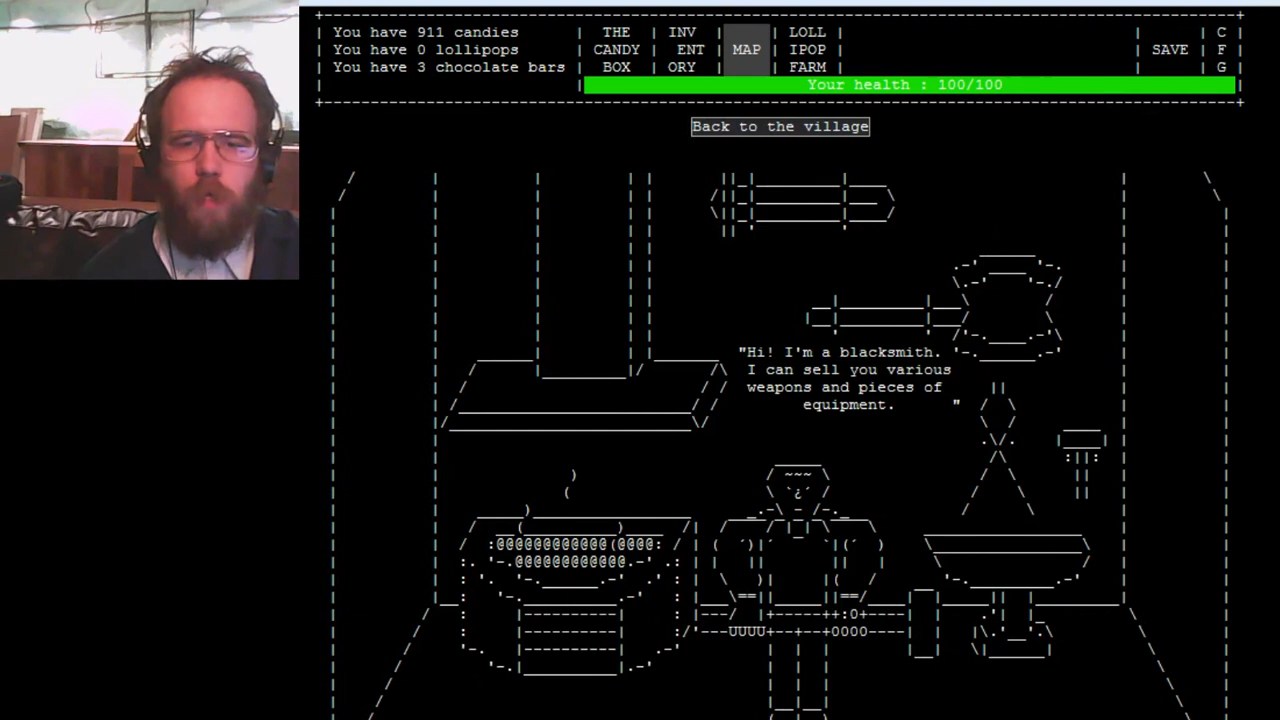 You have 911 candies
You have 0 lollipops
You have 3 chocolate bars
THE
CANDY
BOX
INV
ENT
ORY
MAP
LOLL
IPOP
FARM
SAVE
C
F
G
Your health : 100/100
Back to the village
"Hi! I'm a blacksmith.
I can sell you various
weapons and pieces of
equipment. "